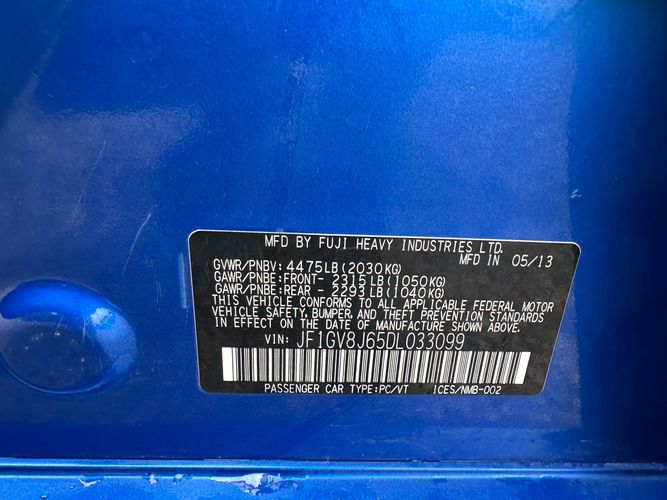 MFD BY FUJI HEAVY INDUSTRIES LTD.
MFD IN 05/13
GVWR/PNBV: 4475LB(2030KG)
GAWR/PNBE:FRONT- 2315LB(1050KG)
GAWR/PNBE:REAR - 2293LB(1040KG)
THIS VEHICLE CONFORMS TO ALL APPLICABLE FEDERAL MOTOR
VEHICLE SAFETY, BUMPER, AND THEFT PREVENTION STANDARDS
IN EFFECT ON THE DATE OF MANUFACTURE SHOWN ABOVE.
VIN: JF1GV8J65DL033099
PASSENGER CAR TYPE:PC/VT ICES/NMB-002